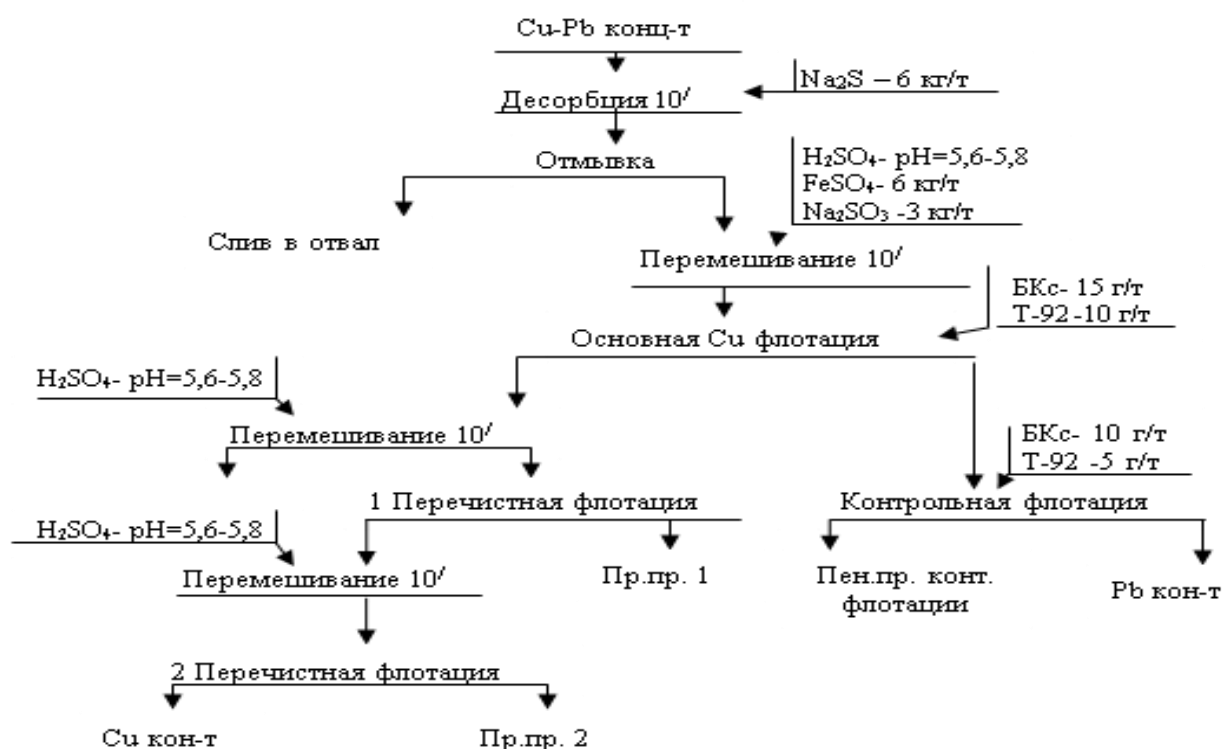 Cu-Pb конц-т
Na₂S – 6 кг/т
Десорбция 10/
Отмывка
H₂SO₄- pH=5,6-5,8
FeSO₄- 6 кг/т
Na₂SO₃ -3 кг/т
Слив в отвал
Перемешивание 10/
БКс- 15 г/т
Т-92 -10 г/т
Основная Cu флотация
H₂SO₄- pH=5,6-5,8
Перемешивание 10/
БКс- 10 г/т
Т-92 -5 г/т
1 Перечистная флотация
Контрольная флотация
H₂SO₄- pH=5,6-5,8
Перемешивание 10/
Пр.пр. 1
Пен.пр. конт.
флотации
Pb кон-т
2 Перечистная флотация
Cu кон-т
Пр.пр. 2